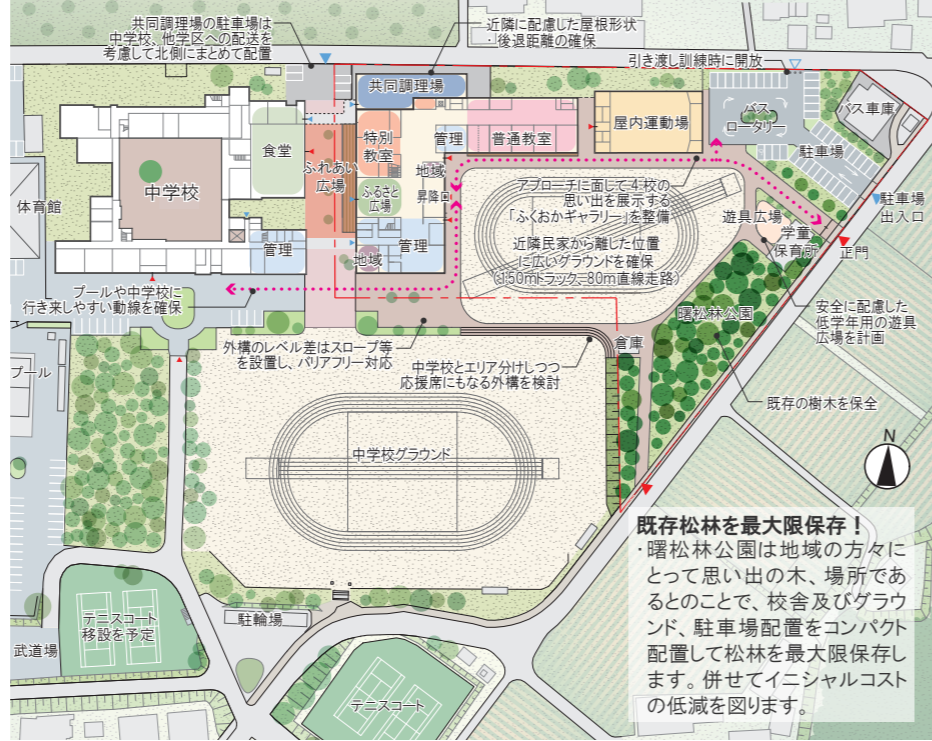 共同調理場の駐車場は
中学校、他学区への配送を
考慮して北側にまとめて配置
近隣に配慮した屋根形状
・後退距離の確保
引き渡し訓練時に開放
共同調理場
バス
ロータリー
バス車庫
駐車場
食堂
ふれあい
広場
特別
教室
管理
普通教室
屋内運動場
地域
昇降口
ふるさと
広場
中学校
体育館
管理
地域
管理
アプローチに面して4校の
思い出を展示する
「ふくおかギャラリー」を整備
近隣民家から離した位置
に広いグラウンドを確保
(150mトラック、80m直線走路)
遊具広場
学童
保育所
駐車場
出入口
正門
プールや中学校に
行き来しやすい動線を確保
曙松林公園
安全に配慮した
低学年用の遊具
広場を計画
外構のレベル差はスロープ等
を設置し、バリアフリー対応
倉庫
中学校とエリア分けしつつ
応援席にもなる外構を検討
プール
既存の樹木を保全
N
中学校グラウンド
既存松林を最大限保存！
・曙松林公園は地域の方々に
とって思い出の木、場所であ
るとのことで、校舎及びグラウ
ンド、駐車場配置をコンパクト
配置して松林を最大限保存し
ます。併せてイニシャルコスト
の低減を図ります。
テニスコート
移設を予定
駐輪場
武道場
テニスコート